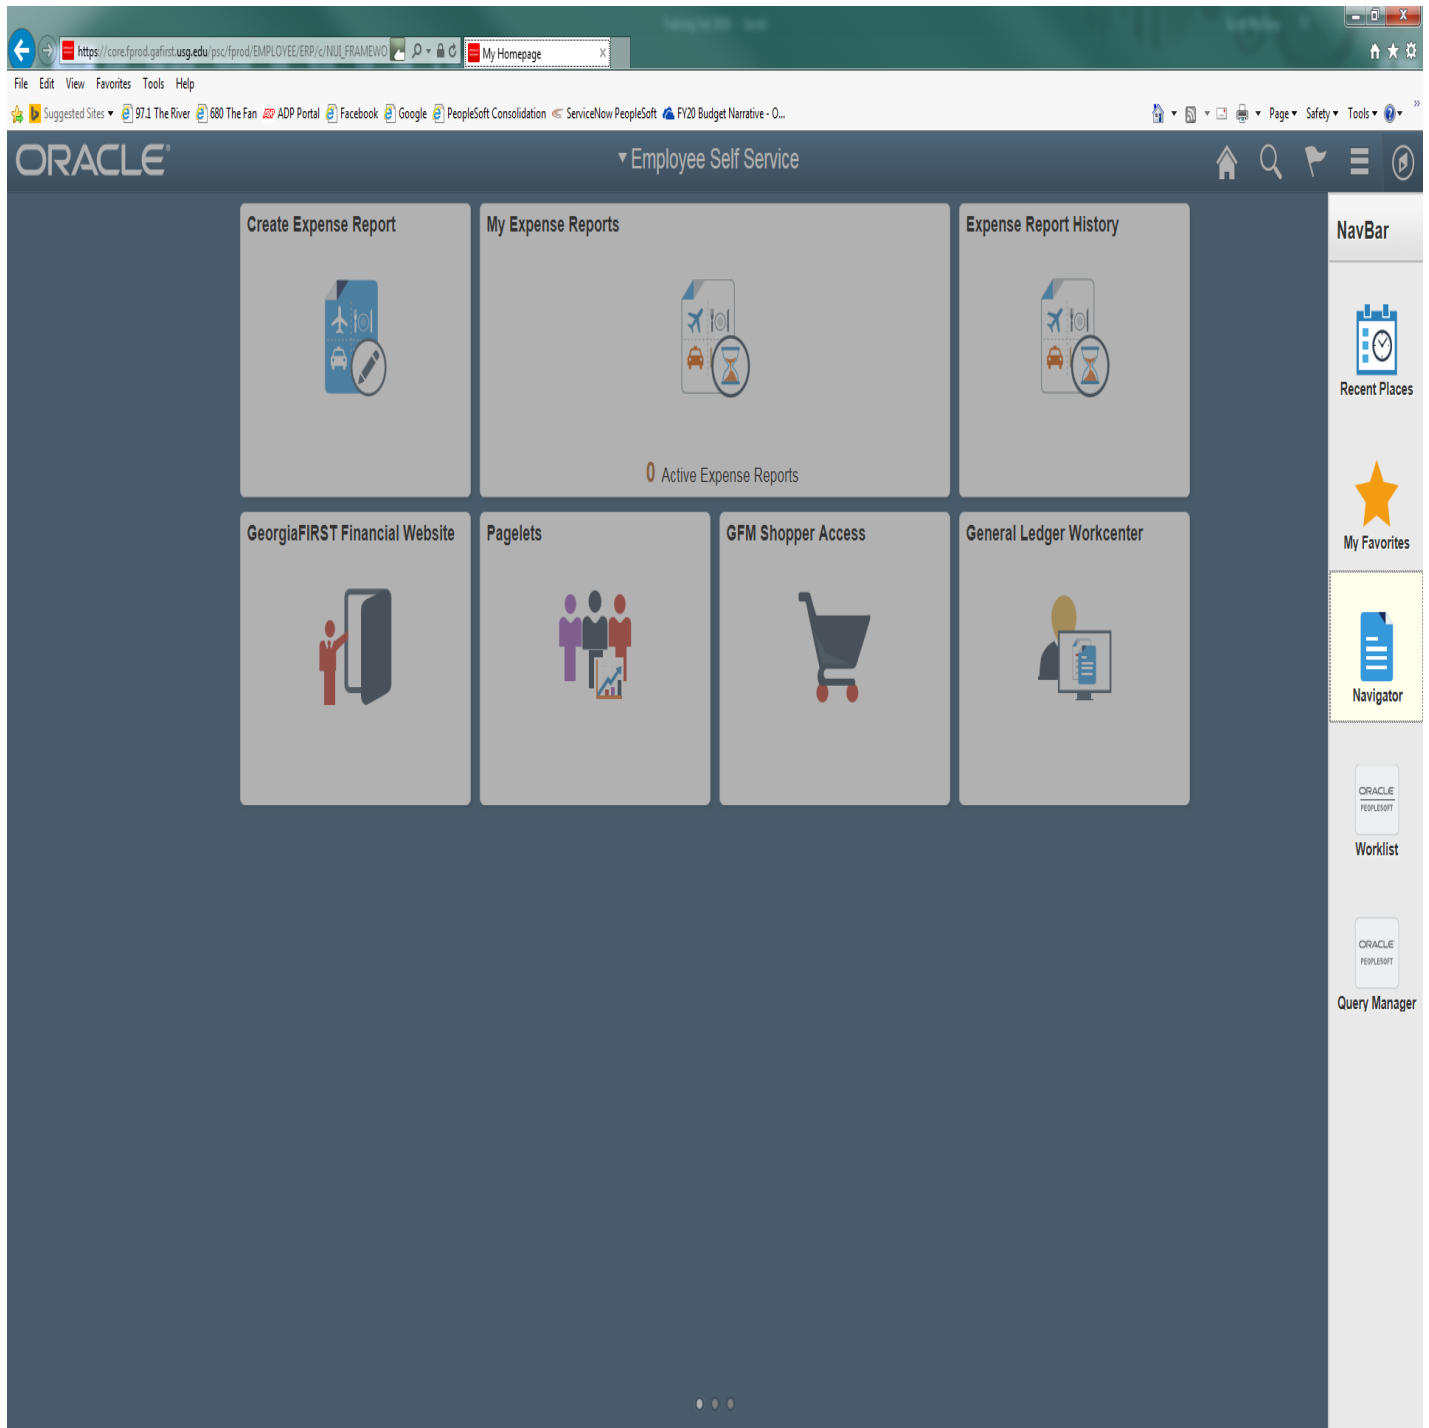 https://core.fprod.gafirst.usg.edu/psc/fprod/EMPLOYEE/ERP/c/NUI_FRAMEWO
My Homepage
File Edit View Favorites Tools Help
Suggested Sites 97.1 The River 680 The Fan ADP Portal Facebook Google PeopleSoft Consolidation ServiceNow PeopleSoft FY20 Budget Narrative - O...
Page Safety Tools
ORACLE
Employee Self Service
Create Expense Report
My Expense Reports
0 Active Expense Reports
Expense Report History
GeorgiaFIRST Financial Website
Pagelets
GFM Shopper Access
General Ledger Workcenter
NavBar
Recent Places
My Favorites
Navigator
ORACLE
PEOPLESOFT
Worklist
ORACLE
PEOPLESOFT
Query Manager